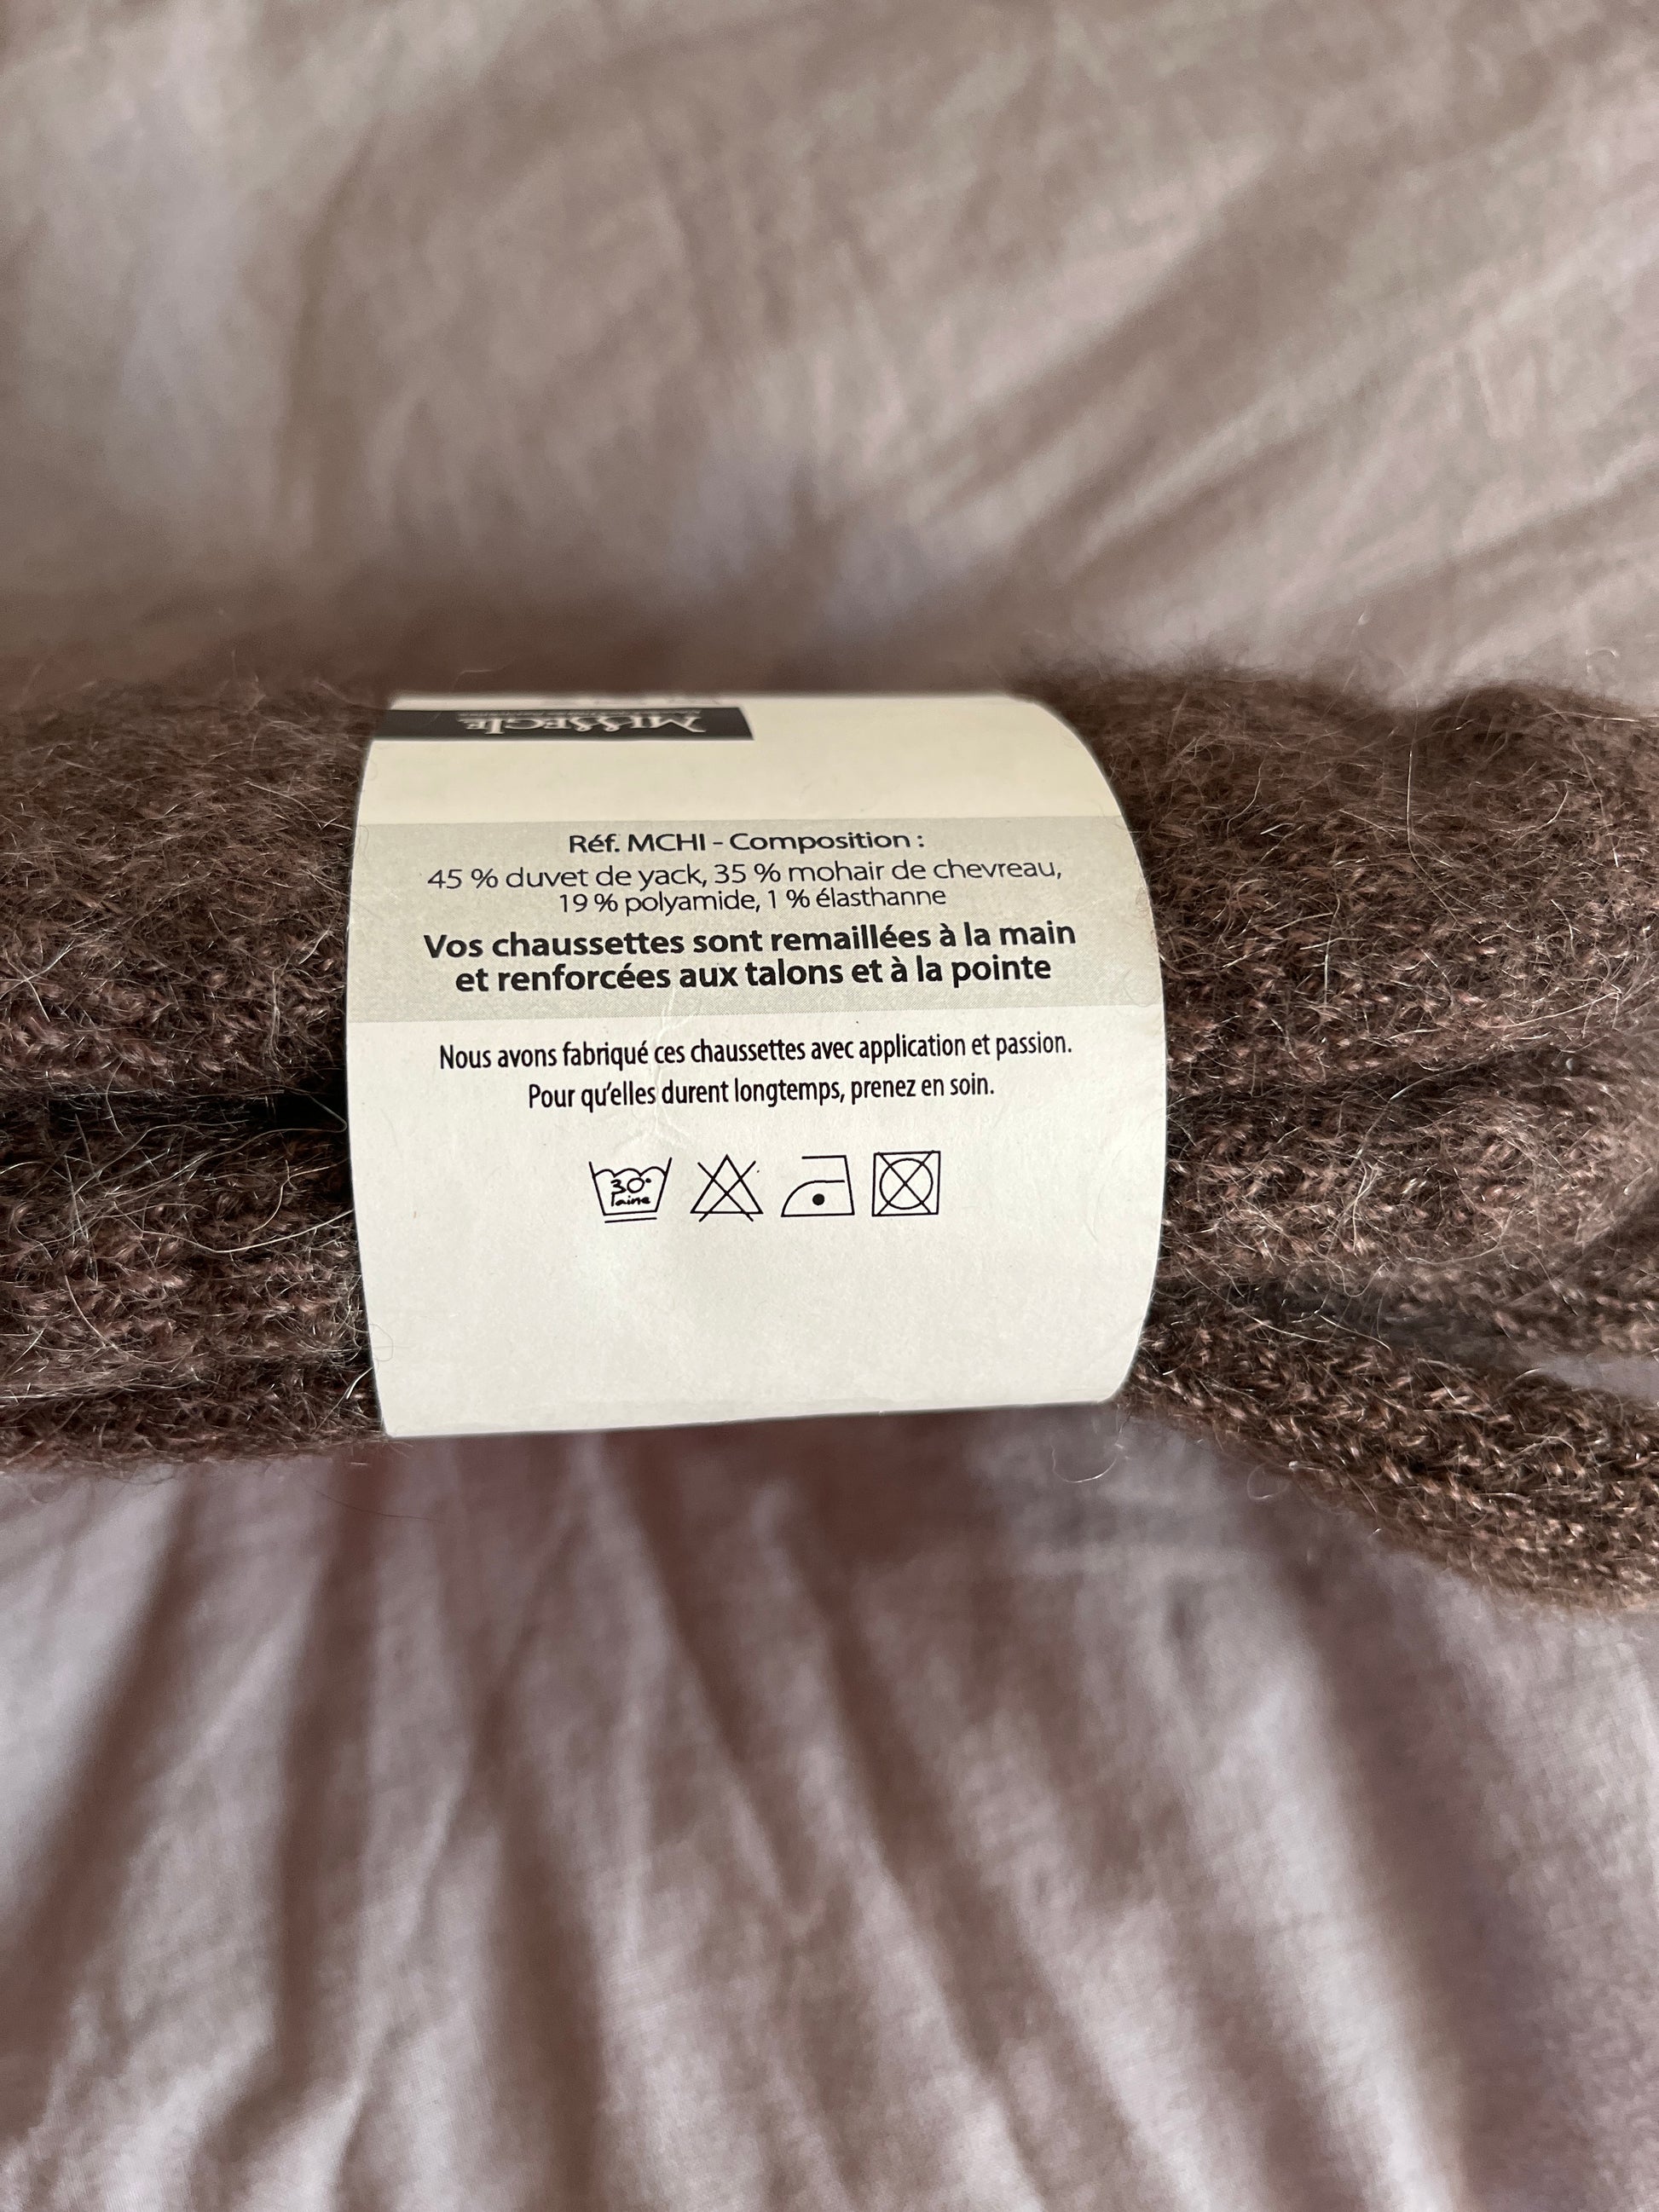 MISSEGLE
Réf. MCHI - Composition :
45 % duvet de yack, 35 % mohair de chevreau,
19 % polyamide, 1 % élasthanne
Vos chaussettes sont remaillées à la main
et renforcées aux talons et à la pointe
Nous avons fabriqué ces chaussettes avec application et passion.
Pour qu'elles durent longtemps, prenez en soin.
30°
laine